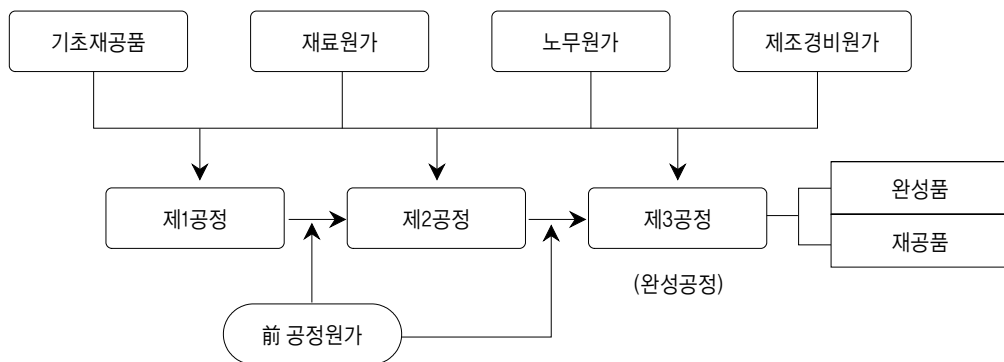 기초재공품
재료원가
노무원가
제조경비원가
제1공정
제2공정
제3공정
완성품
재공품
(완성공정)
前 공정원가